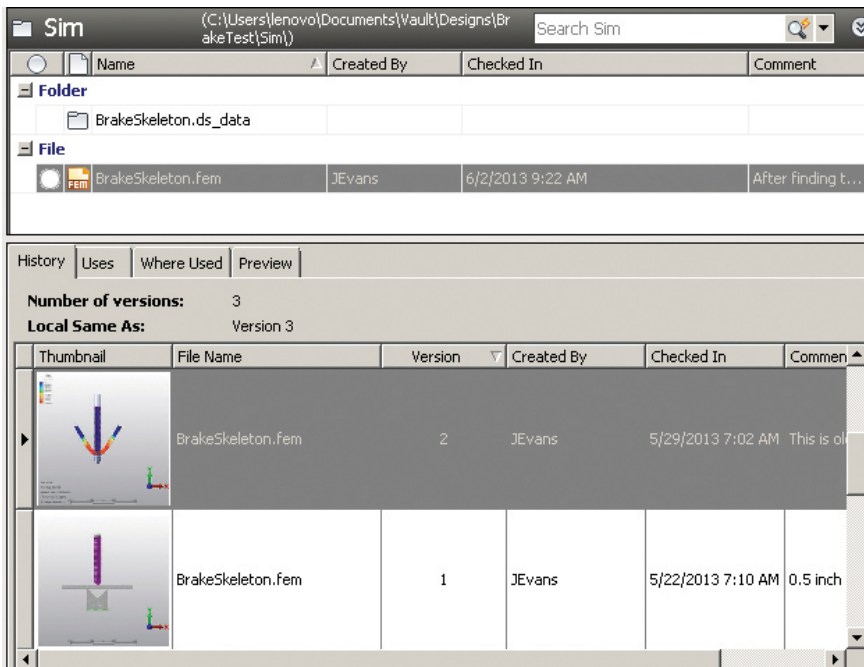 Sim
(C:\Users\lenovo\Documents\Vault\Designs\Br
akeTest\Sim\)
Search Sim
Name Created By Checked In Comment
Folder
BrakeSkeleton.ds_data
File
FEM BrakeSkeleton.fem JEvans 6/2/2013 9:22 AM After finding t...
History Uses Where Used Preview
Number of versions: 3
Local Same As: Version 3
Thumbnail File Name Version Created By Checked In Commen
BrakeSkeleton.fem 2 JEvans 5/29/2013 7:02 AM This is ol
BrakeSkeleton.fem 1 JEvans 5/22/2013 7:10 AM 0.5 inch